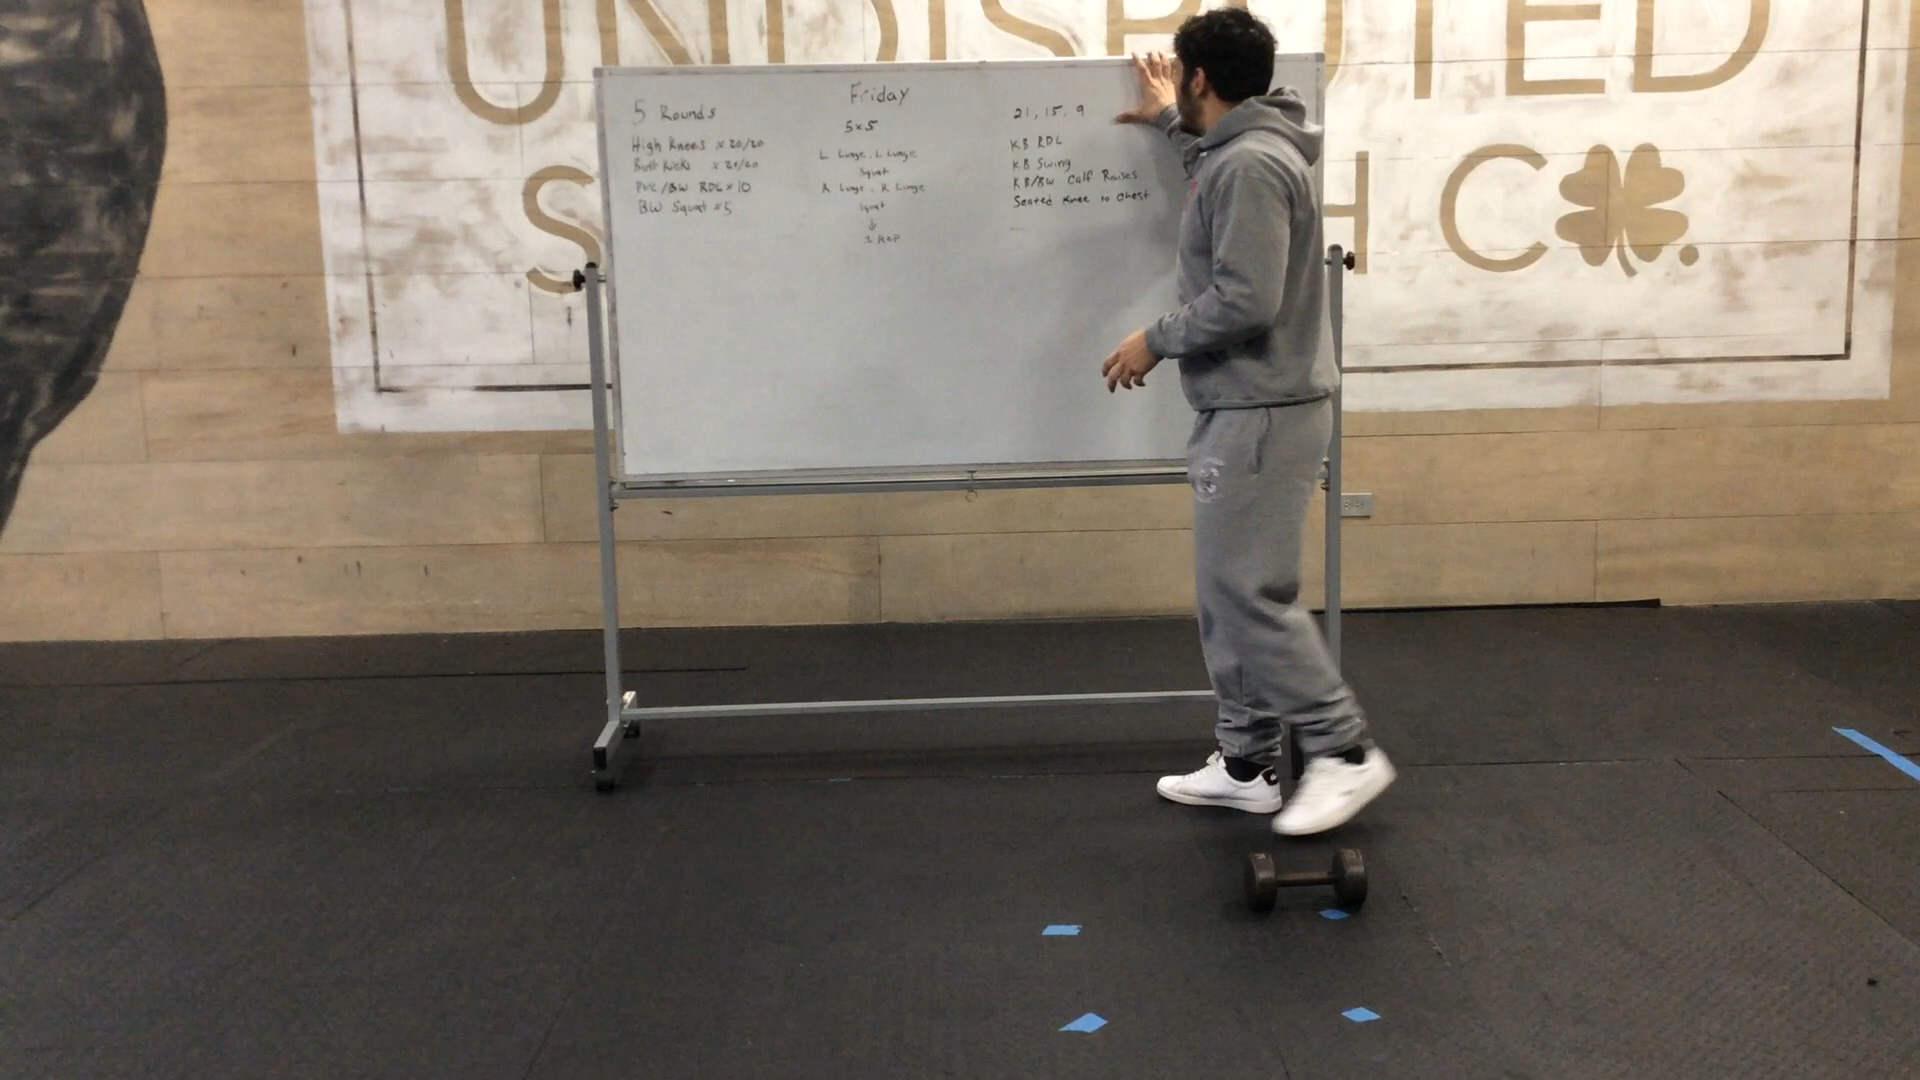 UNDISPUTED
S H CO.
Friday
5 Rounds
High Knees x 20/20
Butt Kicks x 20/20
PVC/BW RDL x 10
BW Squat x 5
5x5
L Lunge, L Lunge
Squat
R Lunge, R Lunge
Squat
↓
1 Rep
21, 15, 9
KB RDL
KB Swing
KB/BW Calf Raises
Seated Knee to Chest